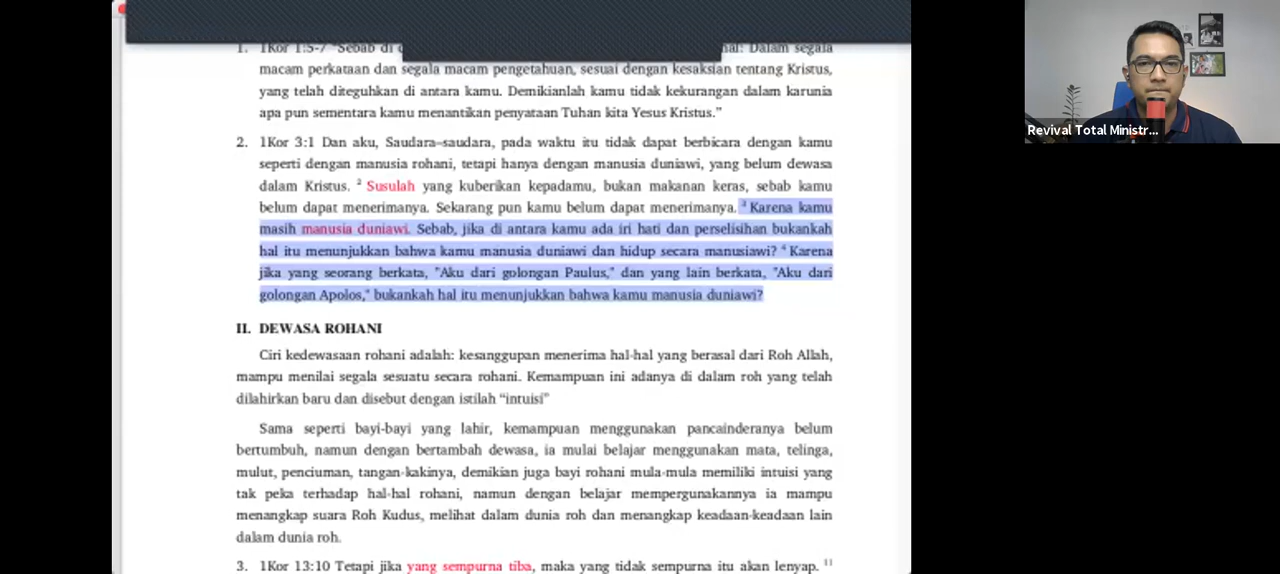 1. 1Kor 1:5-7 "Sebab di hal: Dalam segala
macam perkataan dan segala macam pengetahuan, sesuai dengan kesaksian tentang Kristus,
yang telah diteguhkan di antara kamu. Demikianlah kamu tidak kekurangan dalam karunia
apa pun sementara kamu menantikan penyataan Tuhan kita Yesus Kristus."
2. 1Kor 3:1 Dan aku, Saudara–saudara, pada waktu itu tidak dapat berbicara dengan kamu
seperti dengan manusia rohani, tetapi hanya dengan manusia duniawi, yang belum dewasa
dalam Kristus. ² Susulah yang kuberikan kepadamu, bukan makanan keras, sebab kamu
belum dapat menerimanya. Sekarang pun kamu belum dapat menerimanya. ³ Karena kamu
masih manusia duniawi. Sebab, jika di antara kamu ada iri hati dan perselisihan bukankah
hal itu menunjukkan bahwa kamu manusia duniawi dan hidup secara manusiawi? ⁴ Karena
jika yang seorang berkata, "Aku dari golongan Paulus," dan yang lain berkata, "Aku dari
golongan Apolos," bukankah hal itu menunjukkan bahwa kamu manusia duniawi?
II. DEWASA ROHANI
Ciri kedewasaan rohani adalah: kesanggupan menerima hal-hal yang berasal dari Roh Allah,
mampu menilai segala sesuatu secara rohani. Kemampuan ini adanya di dalam roh yang telah
dilahirkan baru dan disebut dengan istilah "intuisi"
Sama seperti bayi-bayi yang lahir, kemampuan menggunakan pancainderanya belum
bertumbuh, namun dengan bertambah dewasa, ia mulai belajar menggunakan mata, telinga,
mulut, penciuman, tangan-kakinya, demikian juga bayi rohani mula-mula memiliki intuisi yang
tak peka terhadap hal-hal rohani, namun dengan belajar mempergunakannya ia mampu
menangkap suara Roh Kudus, melihat dalam dunia roh dan menangkap keadaan-keadaan lain
dalam dunia roh.
3. 1Kor 13:10 Tetapi jika yang sempurna tiba, maka yang tidak sempurna itu akan lenyap. ¹¹
Revival Total Ministr...